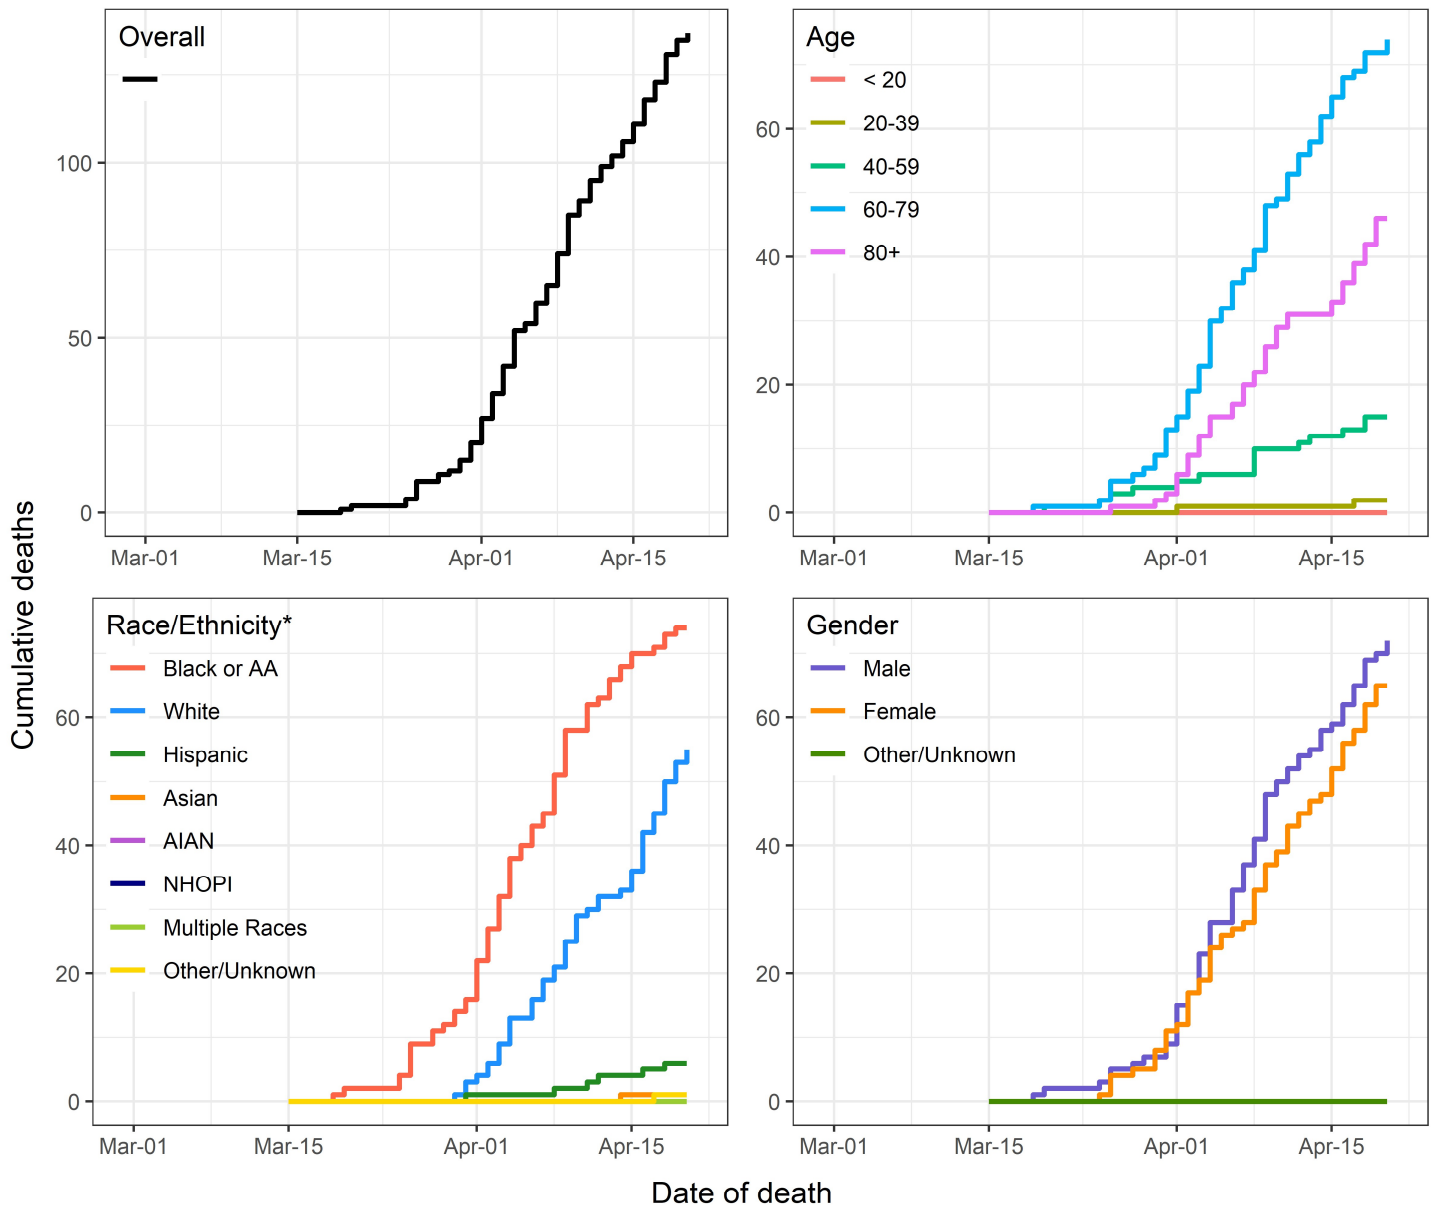 Cumulative deaths
Overall
0
50
100
Mar-01
Mar-15
Apr-01
Apr-15
Age
< 20
20-39
40-59
60-79
80+
60
40
20
0
Mar-01
Mar-15
Apr-01
Apr-15
Race/Ethnicity*
Black or AA
White
Hispanic
Asian
AIAN
NHOPI
Multiple Races
Other/Unknown
60
40
20
0
Mar-01
Mar-15
Apr-01
Apr-15
Gender
Male
Female
Other/Unknown
60
40
20
0
Mar-01
Mar-15
Apr-01
Apr-15
Date of death